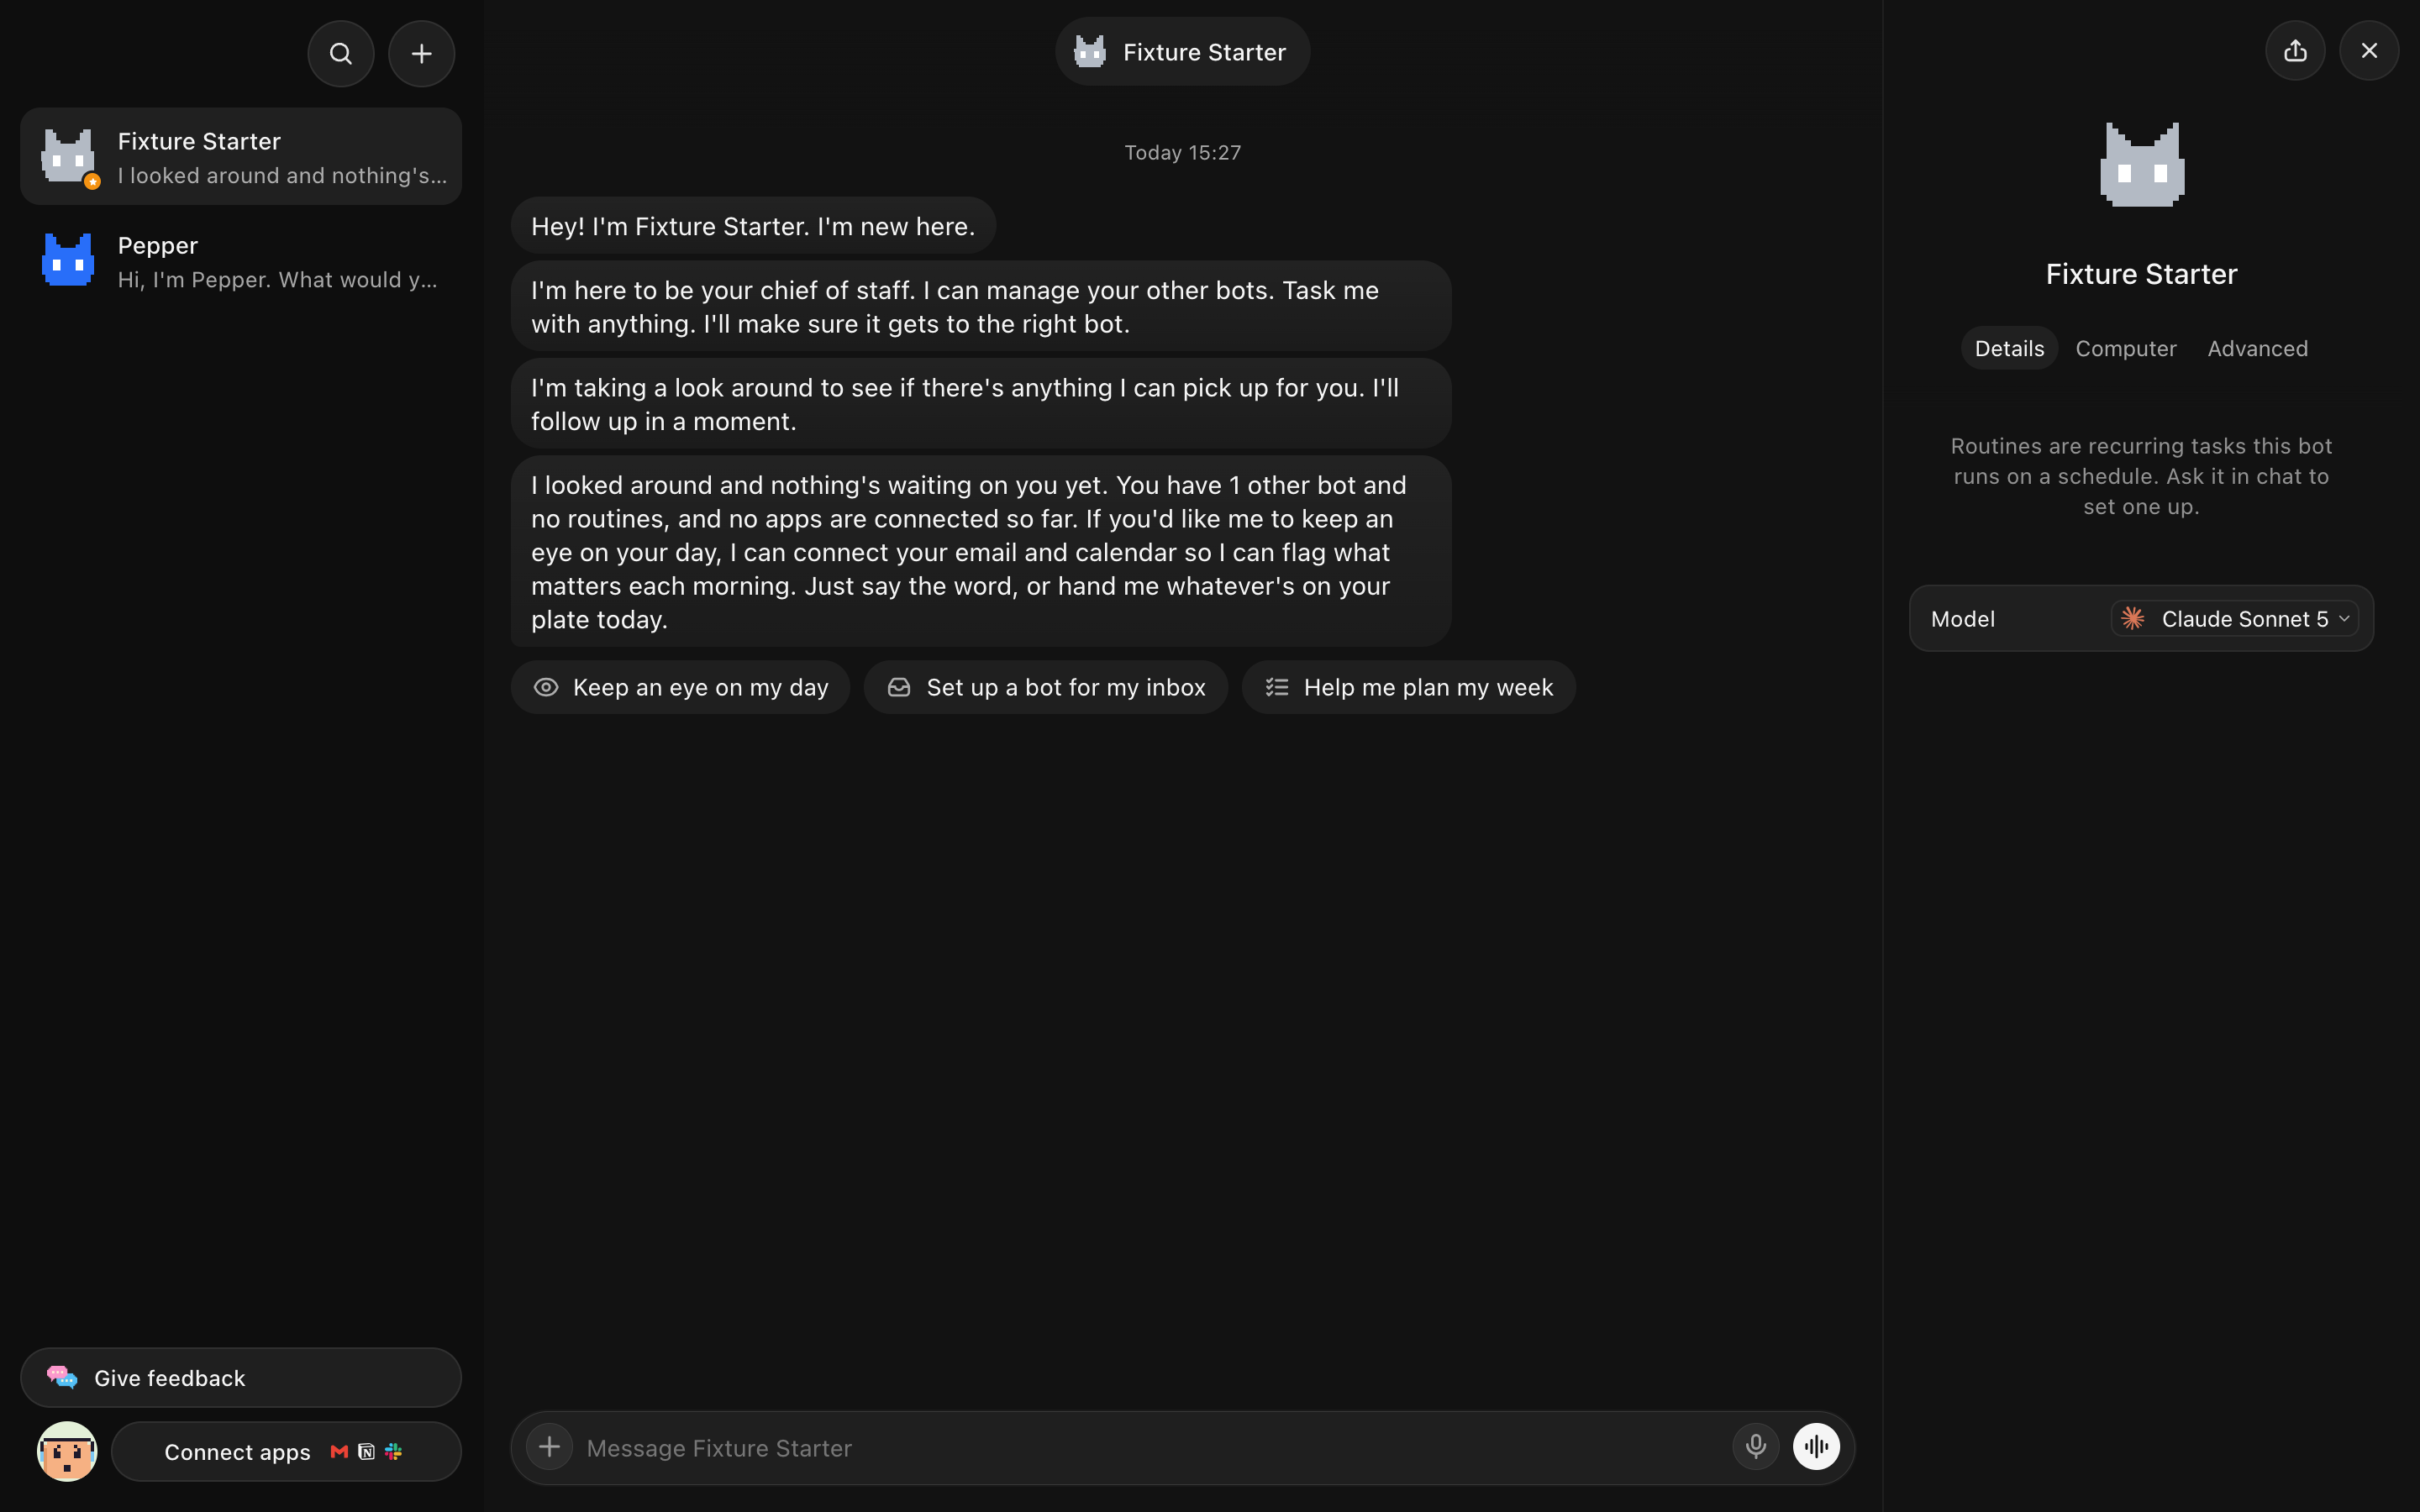 Fixture Starter
I looked around and nothing's...
Pepper
Hi, I'm Pepper. What would y...
Give feedback
Connect apps
Fixture Starter
Today 15:27
Hey! I'm Fixture Starter. I'm new here.
I'm here to be your chief of staff. I can manage your other bots. Task me
with anything. I'll make sure it gets to the right bot.
I'm taking a look around to see if there's anything I can pick up for you. I'll
follow up in a moment.
I looked around and nothing's waiting on you yet. You have 1 other bot and
no routines, and no apps are connected so far. If you'd like me to keep an
eye on your day, I can connect your email and calendar so I can flag what
matters each morning. Just say the word, or hand me whatever's on your
plate today.
Keep an eye on my day
Set up a bot for my inbox
Help me plan my week
Message Fixture Starter
Fixture Starter
Details
Computer
Advanced
Routines are recurring tasks this bot
runs on a schedule. Ask it in chat to
set one up.
Model
Claude Sonnet 5